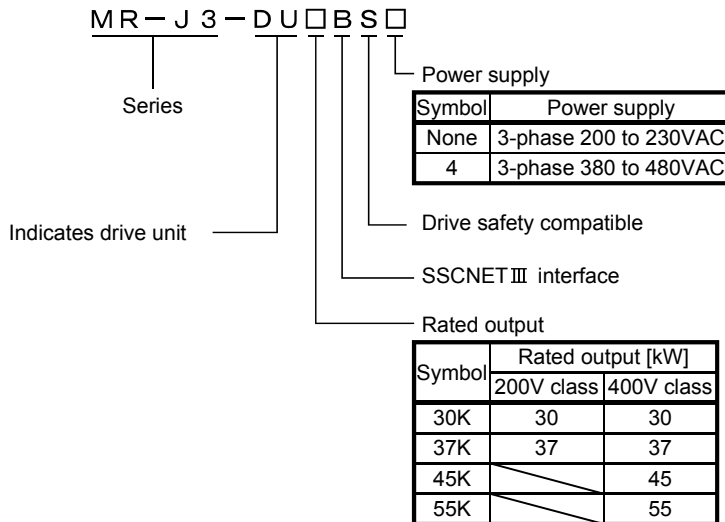 MR-J3-DU□BS□
Series
Power supply
Symbol Power supply
None 3-phase 200 to 230VAC
4 3-phase 380 to 480VAC
Indicates drive unit
Drive safety compatible
SSCNETⅢ interface
Rated output
Symbol Rated output [kW]
200V class 400V class
30K 30 30
37K 37 37
45K 45
55K 55